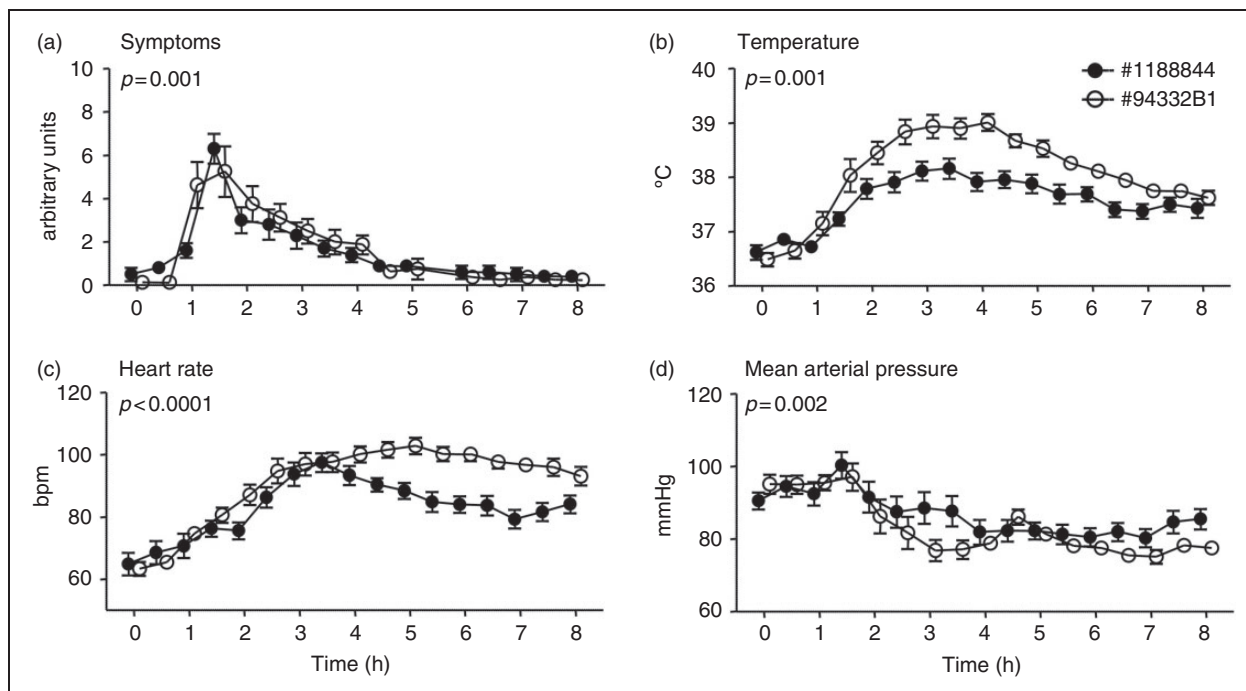 (a) Symptoms
p=0.001
10
8
6
4
2
0
arbitrary units
0 1 2 3 4 5 6 7 8
(b) Temperature
p=0.001
#1188844
#94332B1
40
39
38
37
36
ºC
0 1 2 3 4 5 6 7 8
(c) Heart rate
p<0.0001
120
100
80
60
bpm
0 1 2 3 4 5 6 7 8
Time (h)
(d) Mean arterial pressure
p=0.002
120
100
80
60
mmHg
0 1 2 3 4 5 6 7 8
Time (h)